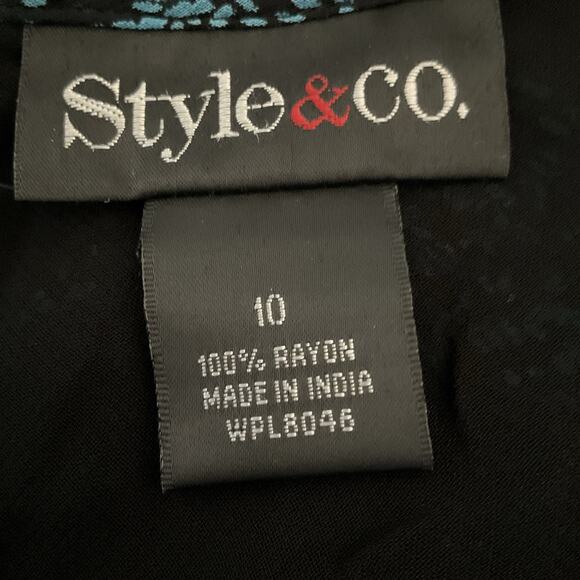 Style&CO.
10
100% RAYON
MADE IN INDIA
WPL8046